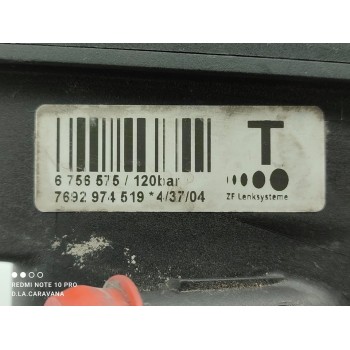 T
6 756 575 / 120bar
7692 974 519 *4/37/04
ZF Lenksysteme
REDMI NOTE 10 PRO
D.LA.CARAVANA